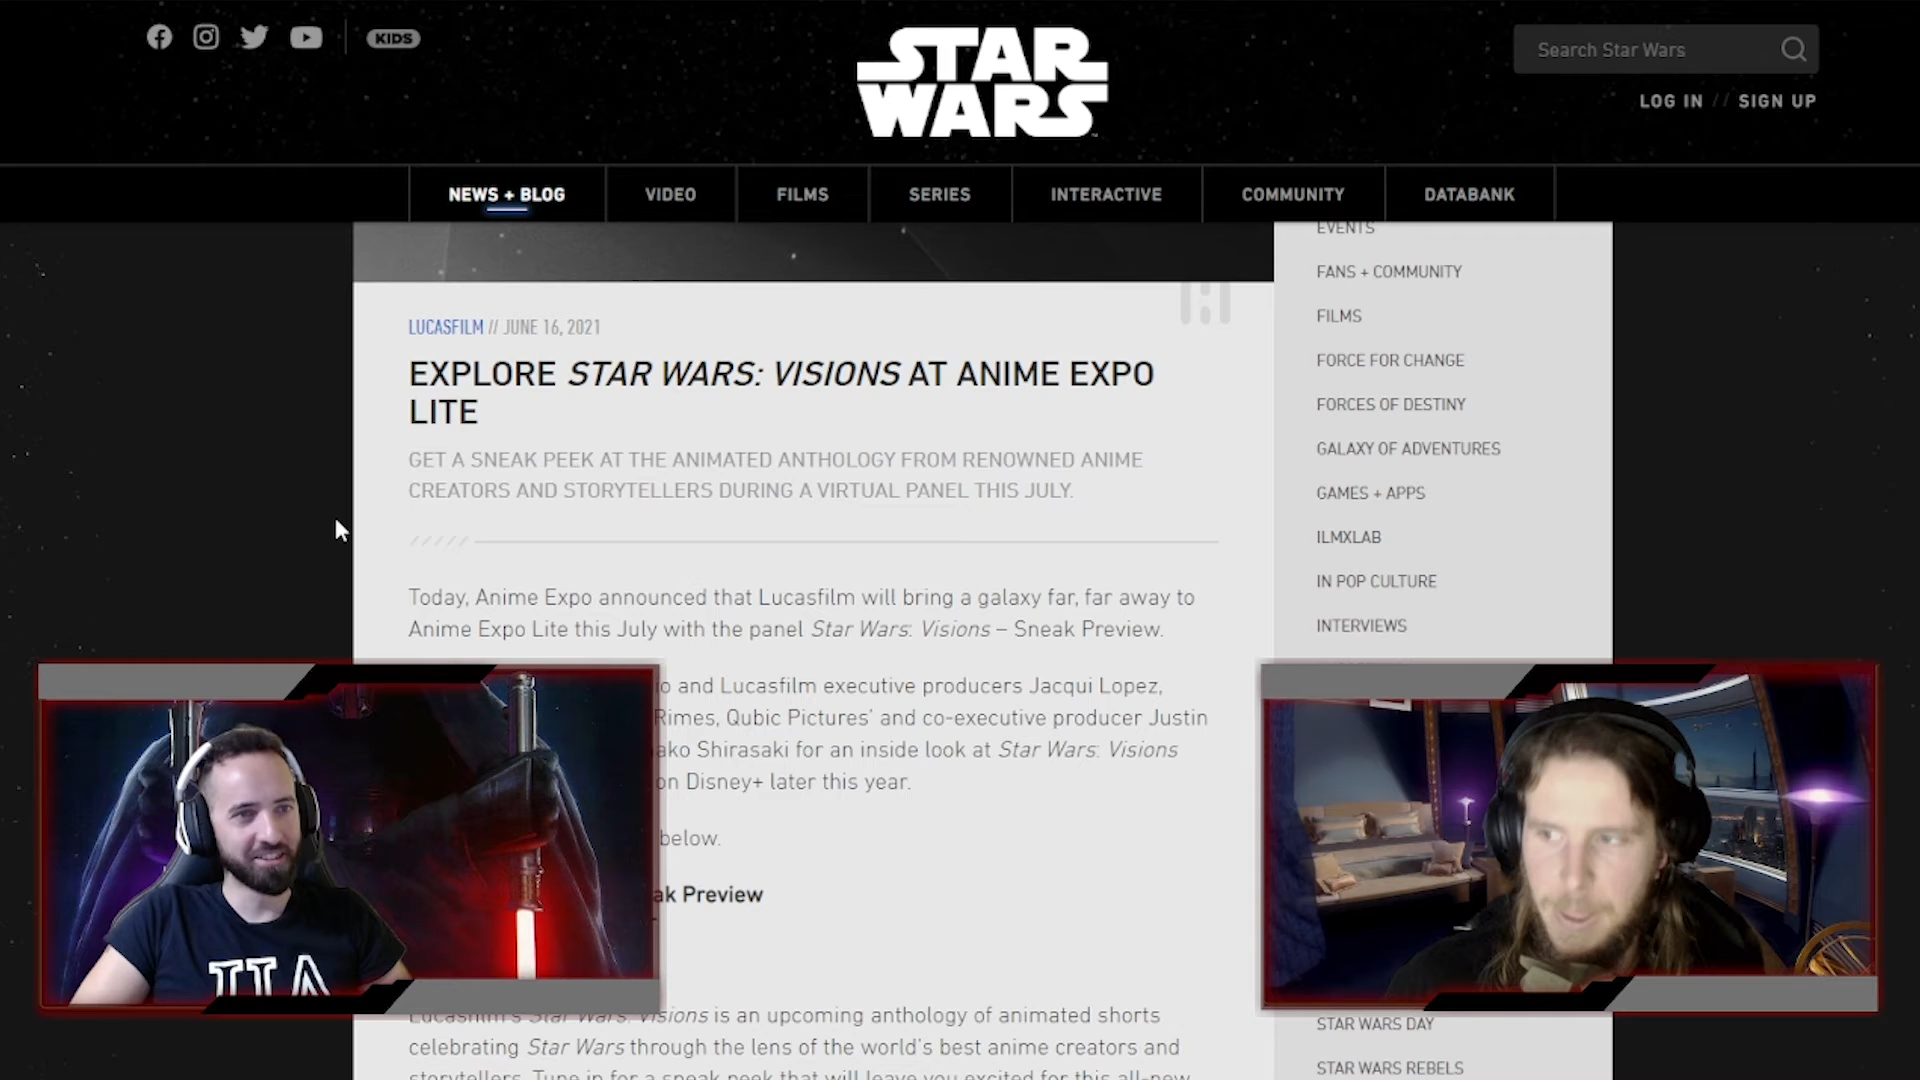 KIDS
STAR
WARS
Search Star Wars
LOG IN // SIGN UP
NEWS + BLOG
VIDEO
FILMS
SERIES
INTERACTIVE
COMMUNITY
DATABANK
LUCASFILM // JUNE 16, 2021
EXPLORE STAR WARS: VISIONS AT ANIME EXPO
LITE
GET A SNEAK PEEK AT THE ANIMATED ANTHOLOGY FROM RENOWNED ANIME
CREATORS AND STORYTELLERS DURING A VIRTUAL PANEL THIS JULY.
Today, Anime Expo announced that Lucasfilm will bring a galaxy far, far away to
Anime Expo Lite this July with the panel Star Wars: Visions – Sneak Preview.
and Lucasfilm executive producers Jacqui Lopez,
Rimes, Qubic Pictures' and co-executive producer Justin
Shirasaki for an inside look at Star Wars: Visions
on Disney+ later this year.
below.
Preview
Lucasfilm's Star Wars: Visions is an upcoming anthology of animated shorts
celebrating Star Wars through the lens of the world's best anime creators and
storytellers. Tune in for a sneak peek that will leave you excited for this all-new
EVENTS
FANS + COMMUNITY
FILMS
FORCE FOR CHANGE
FORCES OF DESTINY
GALAXY OF ADVENTURES
GAMES + APPS
ILMXLAB
IN POP CULTURE
INTERVIEWS
STAR WARS DAY
STAR WARS REBELS